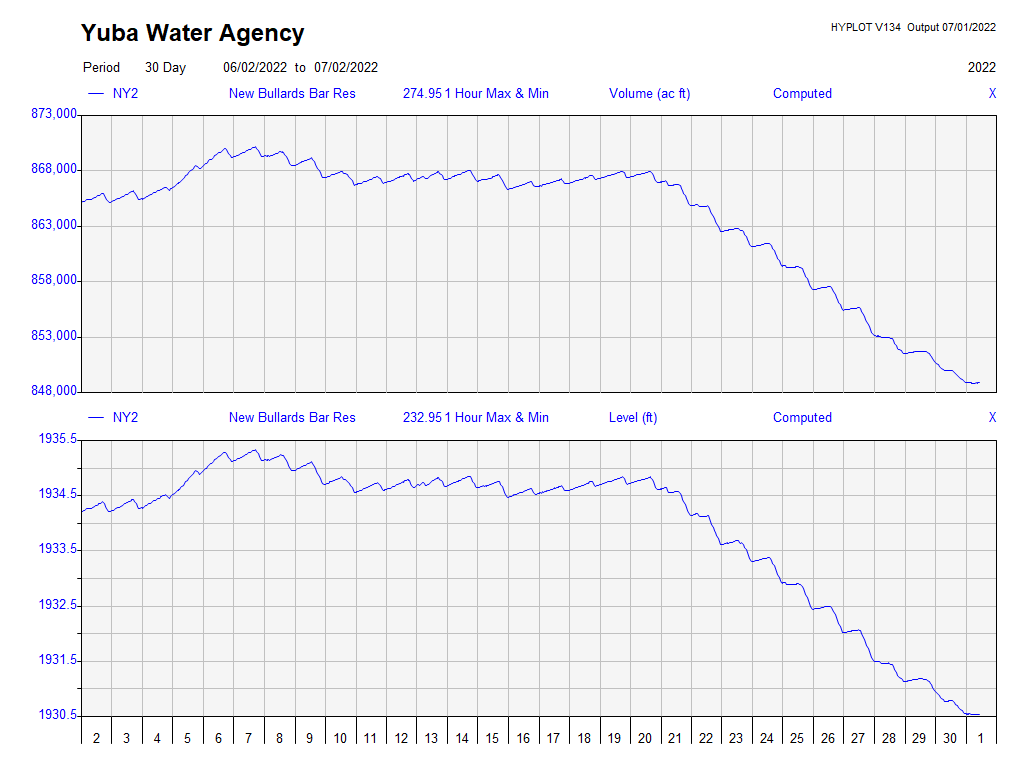 Yuba Water Agency
HYPLOT V134 Output 07/01/2022
Period 30 Day 06/02/2022 to 07/02/2022 2022
NY2 New Bullards Bar Res 274.95 1 Hour Max & Min Volume (ac ft) Computed X
873,000
868,000
863,000
858,000
853,000
848,000
NY2 New Bullards Bar Res 232.95 1 Hour Max & Min Level (ft) Computed X
1935.5
1934.5
1933.5
1932.5
1931.5
1930.5
2 3 4 5 6 7 8 9 10 11 12 13 14 15 16 17 18 19 20 21 22 23 24 25 26 27 28 29 30 1